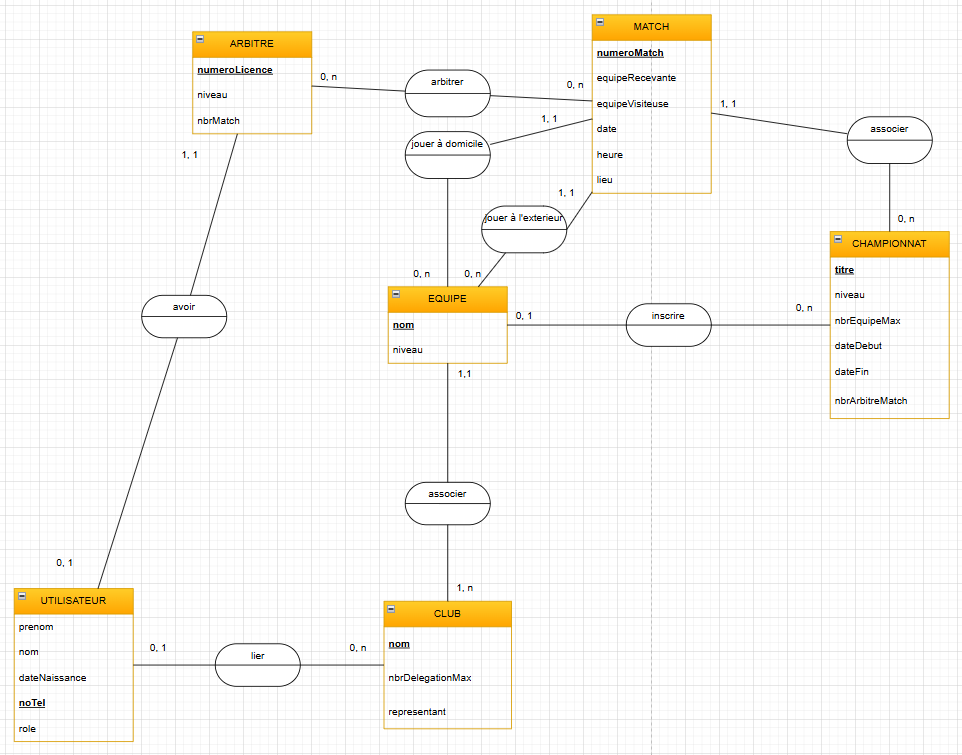 MATCH
numeroMatch
equipeRecevante
equipeVisiteuse
date
heure
lieu
ARBITRE
numeroLicence
niveau
nbrMatch
0, n
arbitrer
0, n
1, 1
jouer à domicile
1, 1
associer
1, 1
1, 1
jouer à l'exterieur
0, n
0, n
0, n
CHAMPIONNAT
titre
niveau
nbrEquipeMax
dateDebut
dateFin
nbrArbitreMatch
EQUIPE
nom
niveau
0, 1
inscrire
0, n
avoir
1,1
associer
1, n
0, 1
UTILISATEUR
prenom
nom
dateNaissance
noTel
role
0, 1
lier
0, n
CLUB
nom
nbrDelegationMax
representant